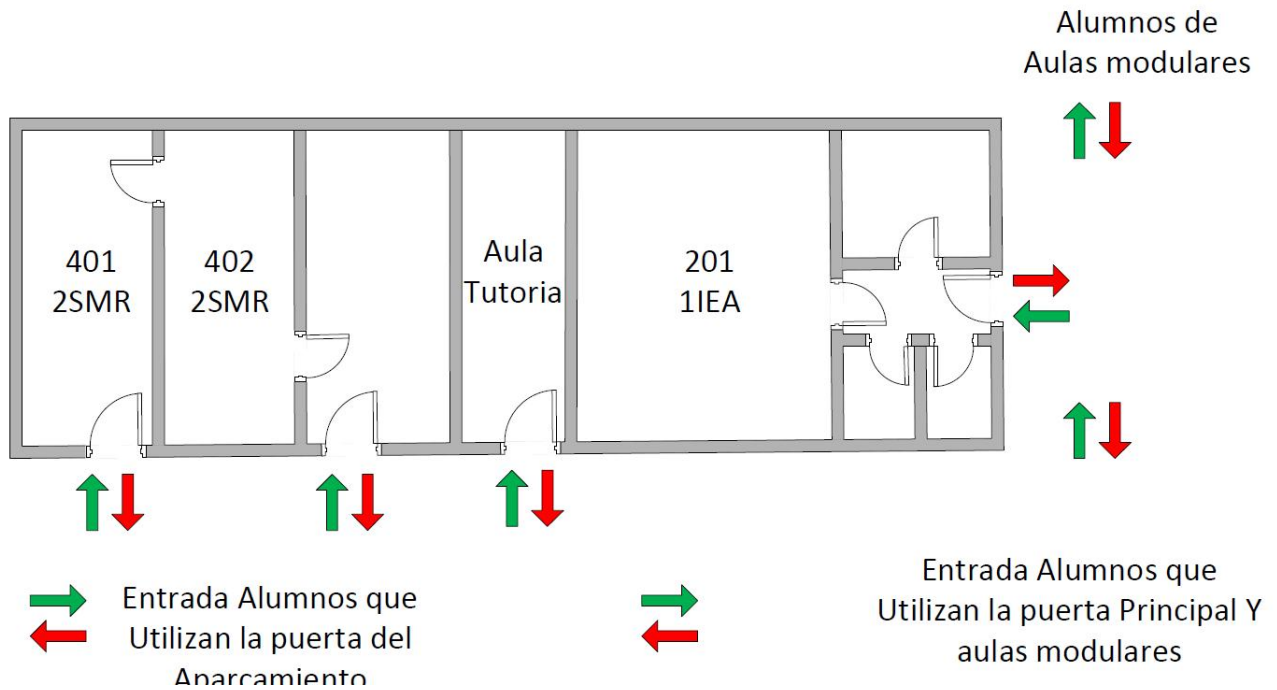 Alumnos de
Aulas modulares
401
2SMR
402
2SMR
Aula
Tutoria
201
1IEA
Entrada Alumnos que
Utilizan la puerta del
Aparcamiento
Entrada Alumnos que
Utilizan la puerta Principal Y
aulas modulares